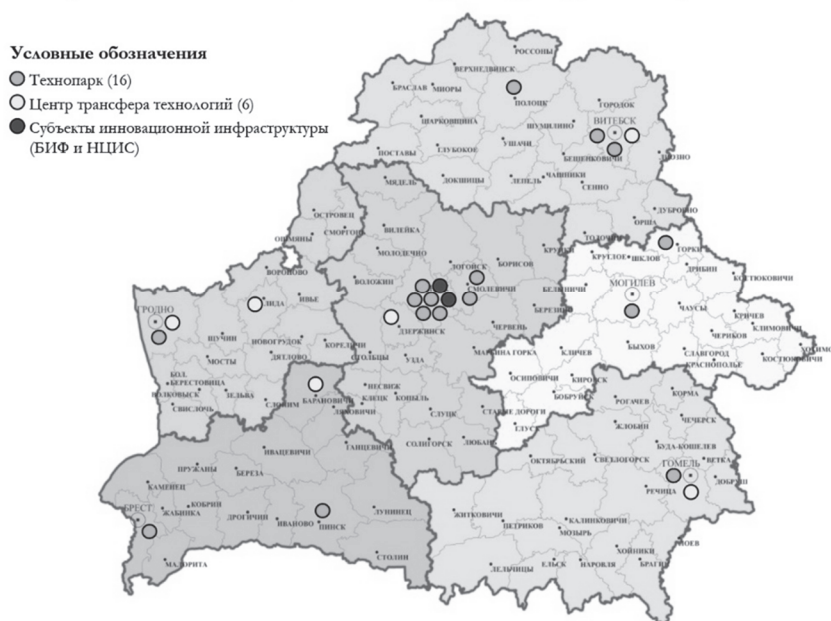 Условные обозначения
Технопарк (16)
Центр трансфера технологий (6)
Субъекты инновационной инфраструктуры
(БИФ и НЦИС)
РОССОНЫ
ВЕРХНЕДВИНСК
БРАСЛАВ
МИОРЫ
ПОЛОЦК
ГОРОДОК
ВИТЕБСК
ШАРКОВЩИНА
ШУМИЛИНО
УШАЧИ
ПОСТАВЫ
ГЛУБОКОЕ
БЕШЕНКОВИЧИ
ЛИОЗНО
ДОКШИЦЫ
ЛЕПЕЛЬ
ЧАШНИКИ
СЕННО
МЯДЕЛЬ
ДУБРОВНО
ОРША
ТОЛОЧИН
ОСТРОВЕЦ
СМОРГОНЬ
ОШМЯНЫ
ВИЛЕЙКА
МОЛОДЕЧНО
ЛОГОЙСК
БОРИСОВ
КРУПКИ
КРУГЛОЕ
ШКЛОВ
ГОРКИ
ДРИБИН
ВОРОНОВО
ВОЛОЖИН
СМОЛЕВИЧИ
БЕЛЫНИЧИ
МОГИЛЕВ
ГРОДНО
ЛИДА
ИВЬЕ
БЕРЕЗИНО
ЧАУСЫ
КРИЧЕВ
КЛИМОВИЧИ
ЩУЧИН
НОВОГРУДОК
КОРЕЛИЧИ
ДЗЕРЖИНСК
ЧЕРВЕНЬ
БЫХОВ
ЧЕРИКОВ
СЛАВГОРОД
КРАСНОПОЛЬЕ
КОСТЮКОВИЧИ
МОСТЫ
ДЯТЛОВО
СТОЛБЦЫ
УЗДА
МАРЬИНА ГОРКА
КЛИЧЕВ
БОЛ.
БЕРЕСТОВИЦА
ВОЛКОВЫСК
ЗЕЛЬВА
СВИСЛОЧЬ
СЛОНИМ
БАРАНОВИЧИ
ЛЯХОВИЧИ
НЕСВИЖ
КЛЕЦК
КОПЫЛЬ
СЛУЦК
ОСИПОВИЧИ
КИРОВСК
БОБРУЙСК
СТАРЫЕ ДОРОГИ
ГЛУСК
РОГАЧЕВ
КОРМА
ЧЕЧЕРСК
ЖЛОБИН
БУДА-КОШЕЛЕВ
ВЕТКА
СОЛИГОРСК
ЛЮБАНЬ
ГАНЦЕВИЧИ
ИВАЦЕВИЧИ
ПРУЖАНЫ
БЕРЕЗА
КАМЕНЕЦ
ОКТЯБРЬСКИЙ
СВЕТЛОГОРСК
ГОМЕЛЬ
ДОБРУШ
РЕЧИЦА
БРЕСТ
ЖАБИНКА
КОБРИН
ДРОГИЧИН
ИВАНОВО
ПИНСК
ЛУНИНЕЦ
ЖИТКОВИЧИ
ПЕТРИКОВ
КАЛИНКОВИЧИ
МОЗЫРЬ
ХОЙНИКИ
БРАГИН
МАЛОРИТА
СТОЛИН
ЛЕЛЬЧИЦЫ
ЕЛЬСК
НАРОВЛЯ